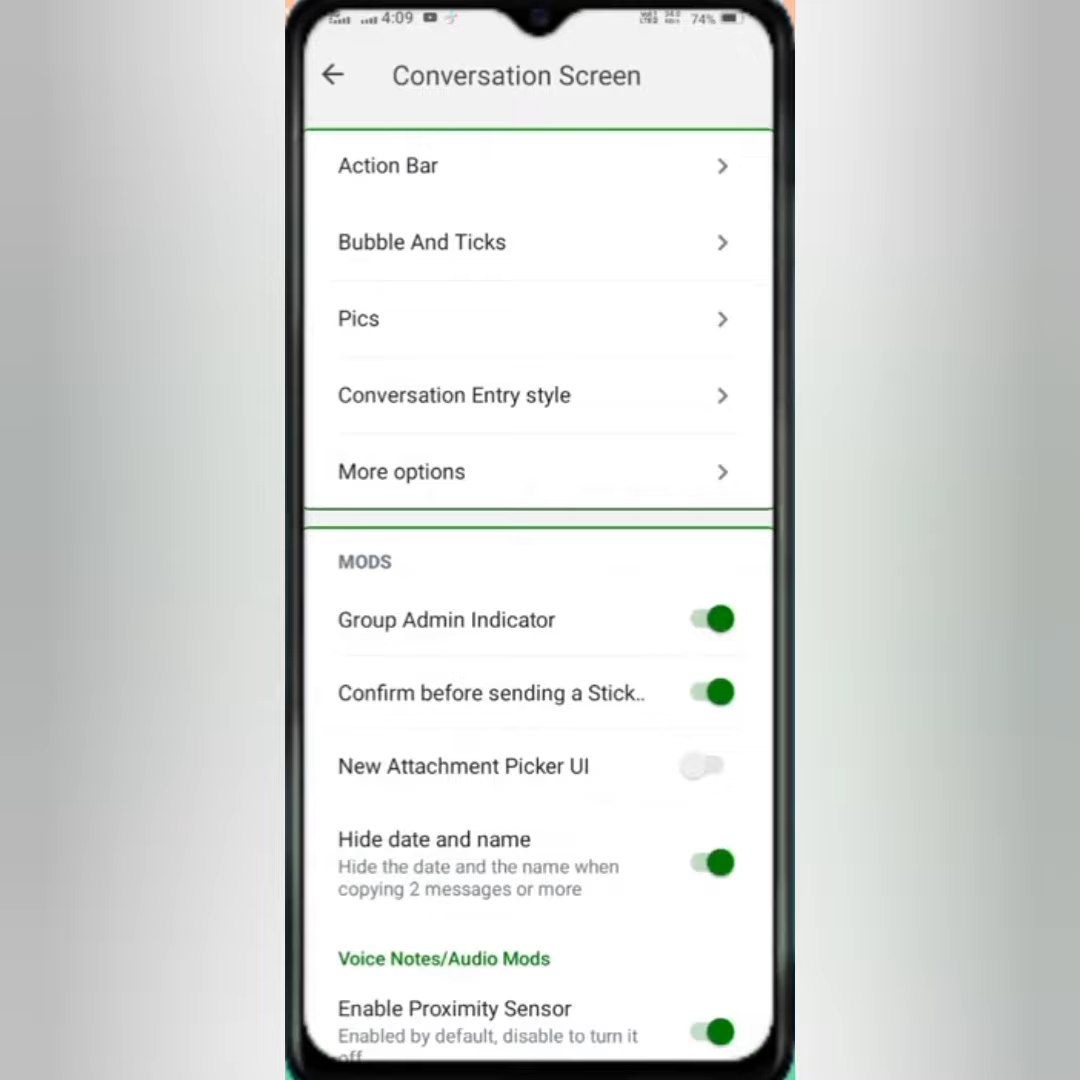 4:09
74%
Conversation Screen
Action Bar
Bubble And Ticks
Pics
Conversation Entry style
More options
MODS
Group Admin Indicator
Confirm before sending a Stick..
New Attachment Picker UI
Hide date and name
Hide the date and the name when
copying 2 messages or more
Voice Notes/Audio Mods
Enable Proximity Sensor
Enabled by default, disable to turn it
off